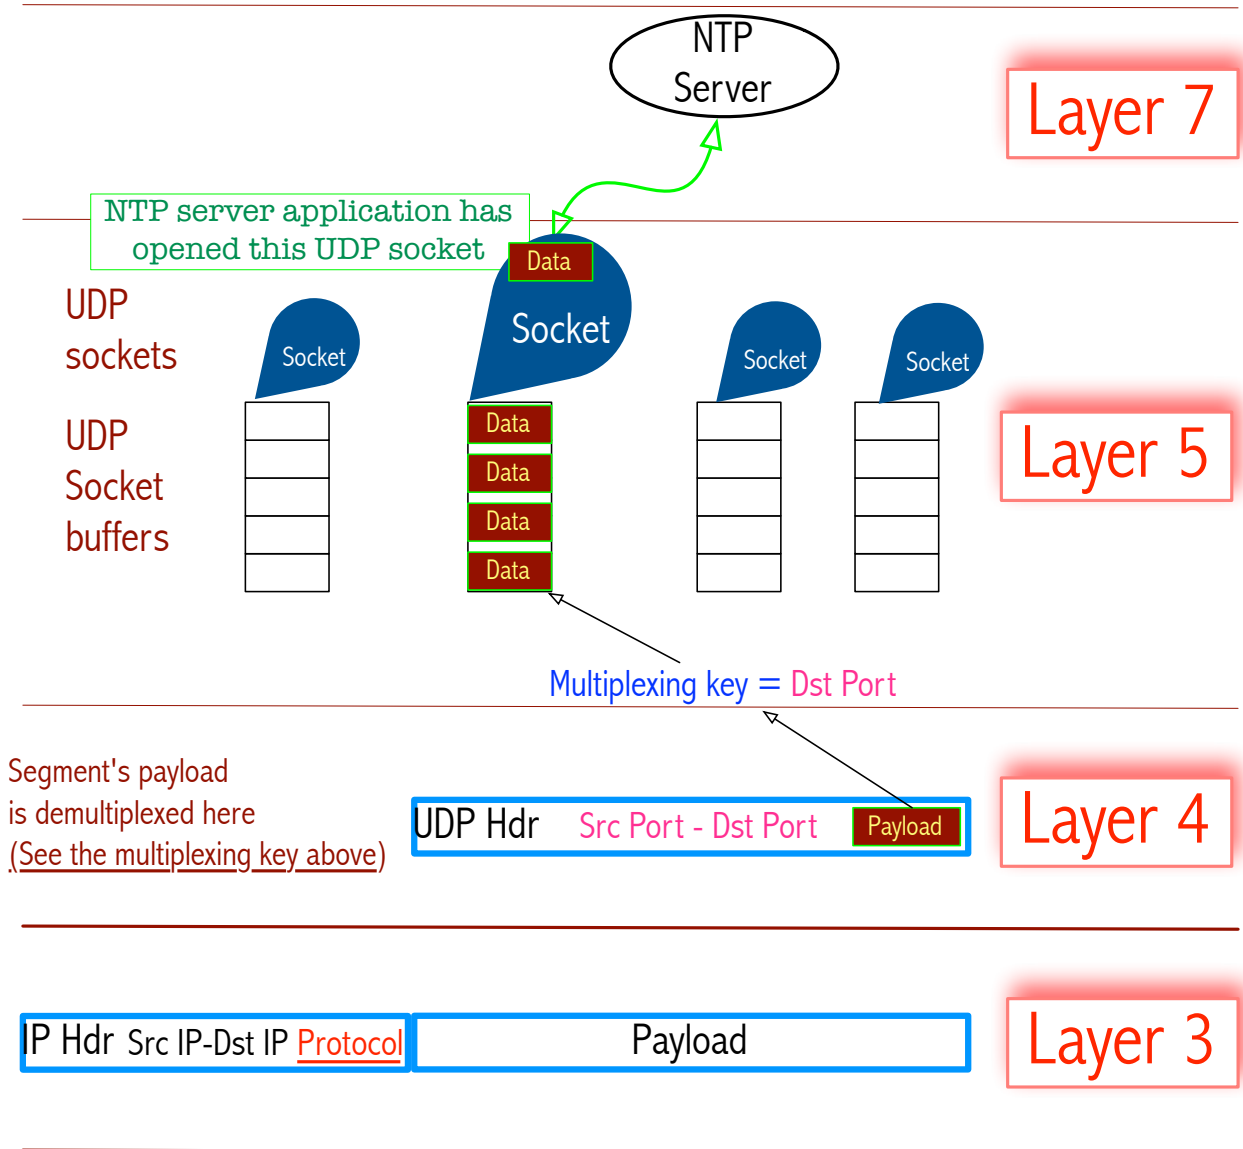 NTP
Server
Layer 7
NTP server application has
opened this UDP socket
Data
UDP
sockets
Socket
Socket
Socket
Socket
UDP
Socket
buffers
Data
Data
Data
Data
Layer 5
Multiplexing key = Dst Port
Segment's payload
is demultiplexed here
(See the multiplexing key above)
UDP Hdr Src Port - Dst Port Payload
Layer 4
IP Hdr Src IP-Dst IP Protocol Payload
Layer 3